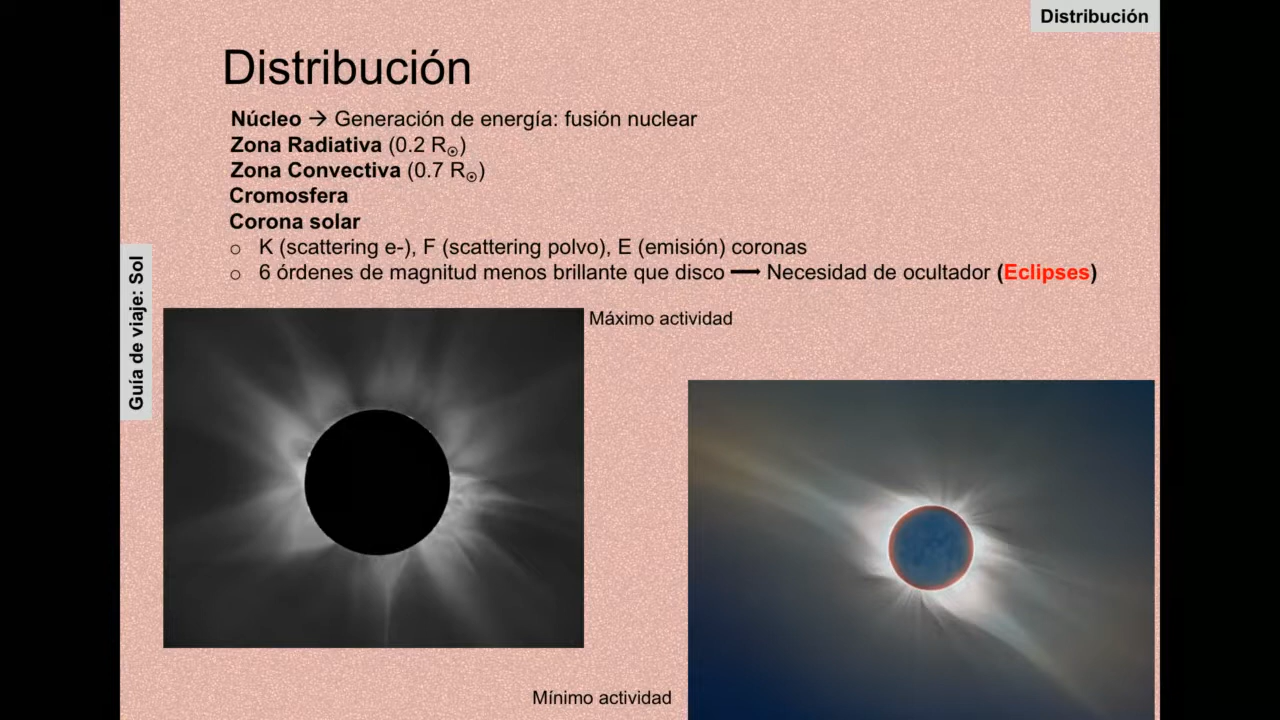 Distribución
Distribución
Núcleo → Generación de energía: fusión nuclear
Zona Radiativa (0.2 R☉)
Zona Convectiva (0.7 R☉)
Cromosfera
Corona solar
o K (scattering e-), F (scattering polvo), E (emisión) coronas
o 6 órdenes de magnitud menos brillante que disco ⟶ Necesidad de ocultador (Eclipses)
Guía de viaje: Sol
Máximo actividad
Mínimo actividad